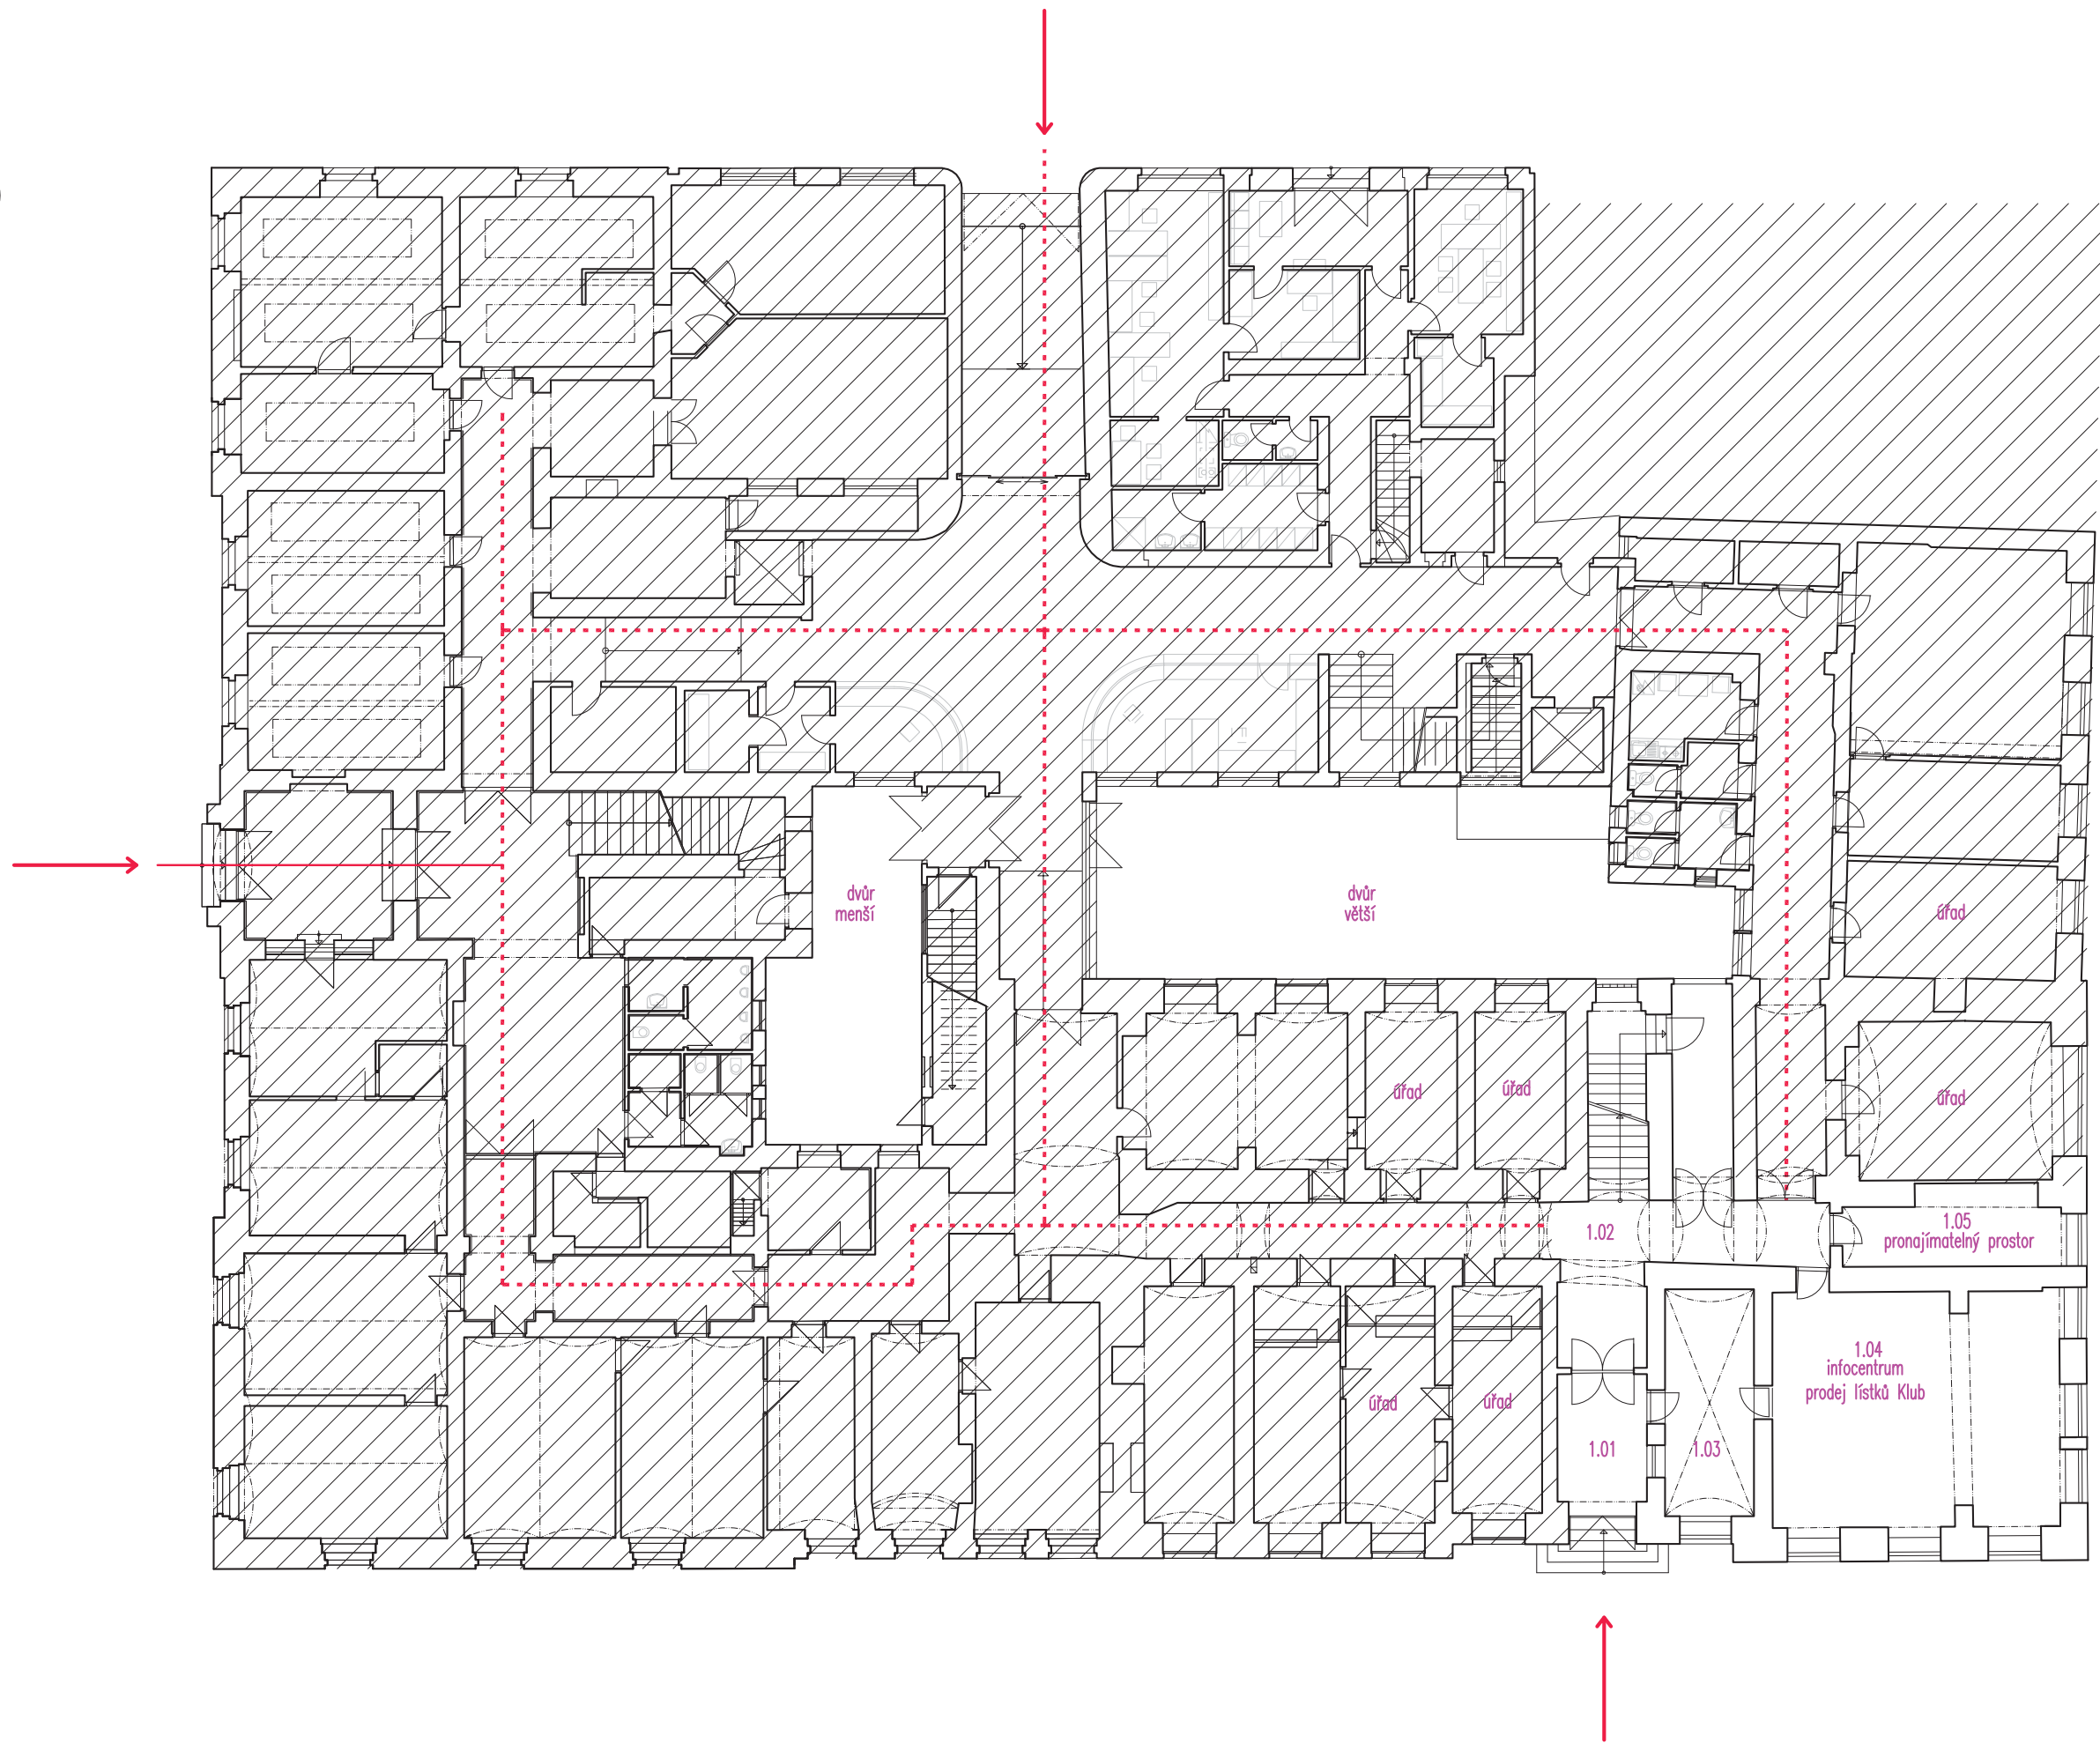 dvůr
menší
dvůr
větší
úřad
úřad
úřad
úřad
1.02
1.05
pronajímatelný prostor
1.04
infocentrum
prodej lístků Klub
úřad
úřad
1.01
1.03